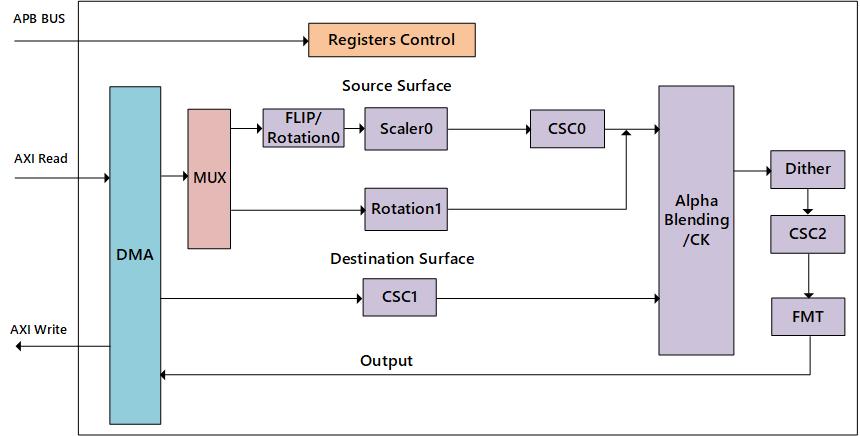 APB BUS
Registers Control
Source Surface
FLIP/
Rotation0
Scaler0
CSC0
AXI Read
MUX
Dither
Rotation1
Alpha
Blending
/CK
CSC2
DMA
Destination Surface
CSC1
FMT
AXI Write
Output